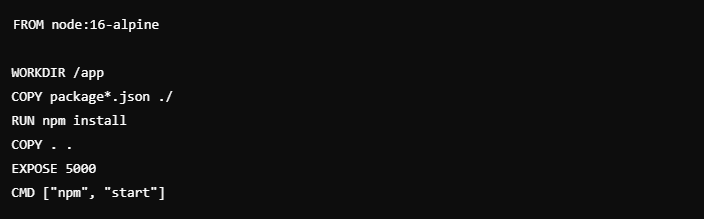 FROM node:16-alpine
WORKDIR /app
COPY package*.json ./
RUN npm install
COPY . .
EXPOSE 5000
CMD ["npm", "start"]